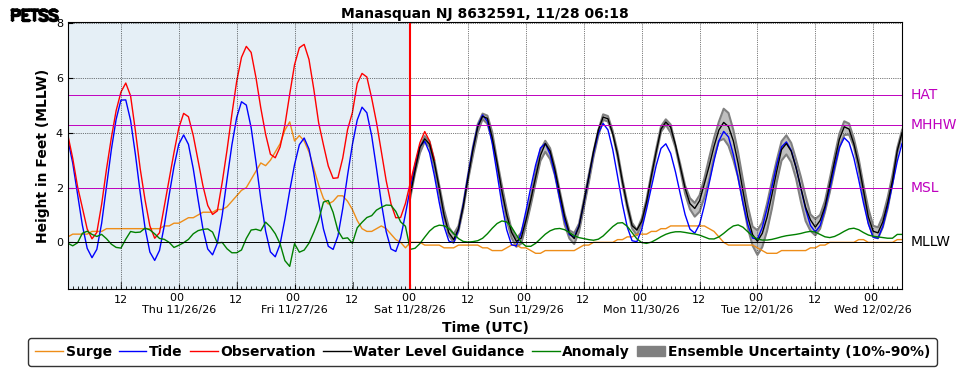 PETSS
Manasquan NJ 8632591, 11/28 06:18
Height in Feet (MLLW)
8
6
4
2
0
HAT
MHHW
MSL
MLLW
12 00 12 00 12 00 12 00 12 00 12 00 12 00
Thu 11/26/26 Fri 11/27/26 Sat 11/28/26 Sun 11/29/26 Mon 11/30/26 Tue 12/01/26 Wed 12/02/26
Time (UTC)
Surge Tide Observation Water Level Guidance Anomaly Ensemble Uncertainty (10%-90%)